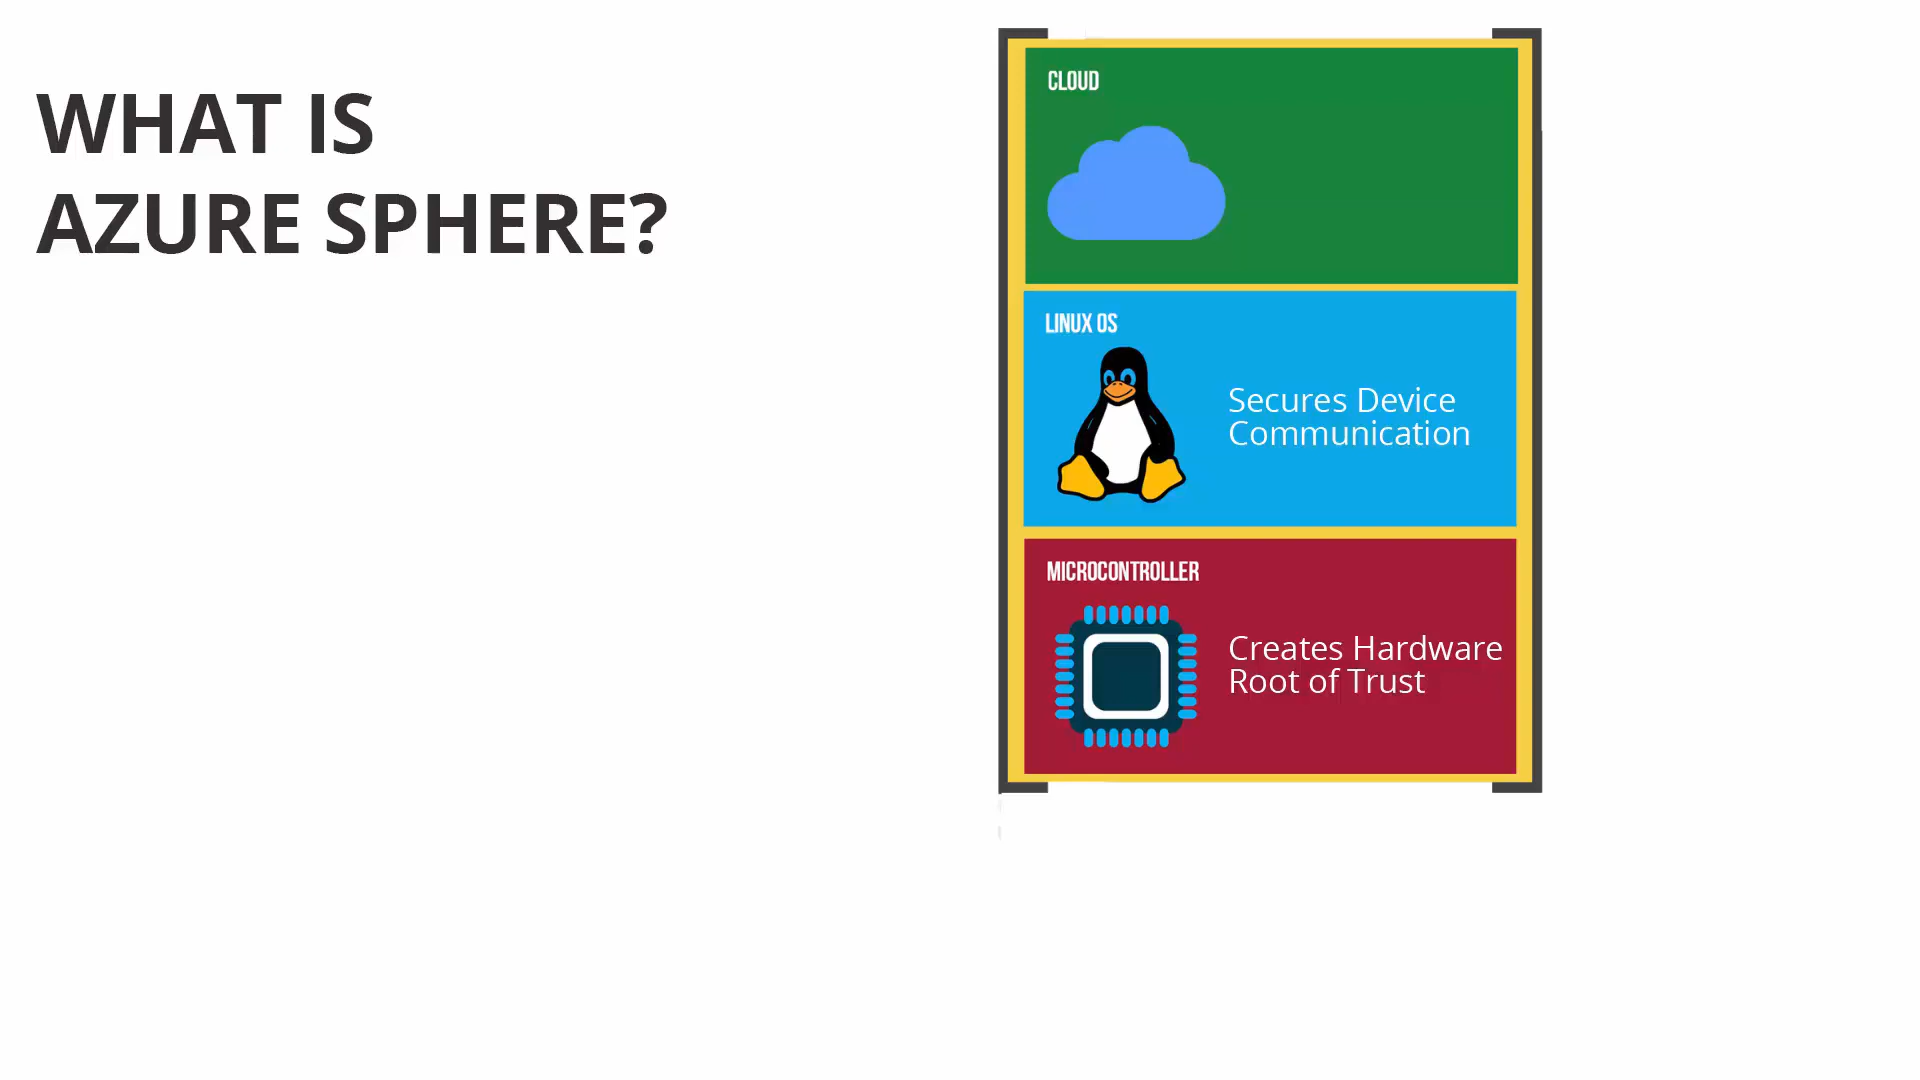 WHAT IS
AZURE SPHERE?
CLOUD
LINUX OS
Secures Device
Communication
MICROCONTROLLER
Creates Hardware
Root of Trust